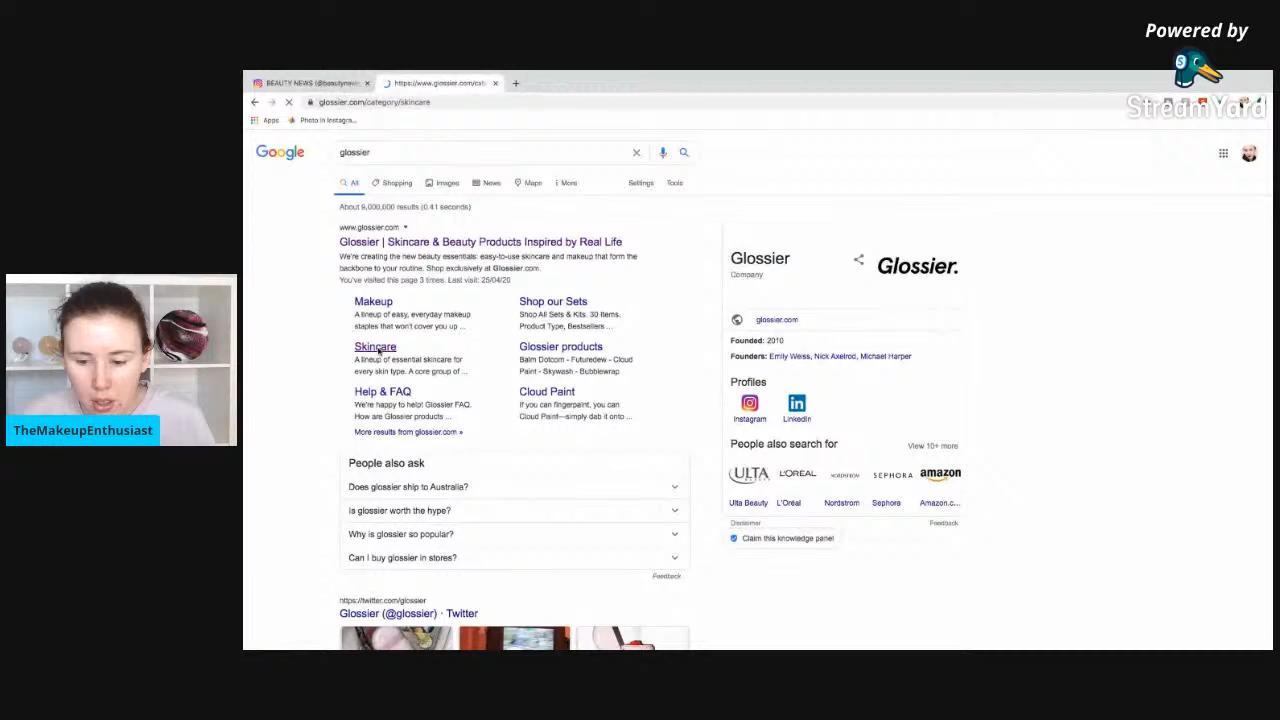 Powered by
StreamYard
BEAUTY NEWS (@beautynews
https://www.glossier.com/cate
glossier.com/category/skincare
Apps
Photo in Instagra...
Google
glossier
All
Shopping
Images
News
Maps
More
Settings
Tools
About 9,000,000 results (0.41 seconds)
www.glossier.com
Glossier | Skincare & Beauty Products Inspired by Real Life
We're creating the new beauty essentials: easy-to-use skincare and makeup that form the
backbone to your routine. Shop exclusively at Glossier.com.
You've visited this page 3 times. Last visit: 25/04/20
Makeup
A lineup of easy, everyday makeup
staples that won't cover you up ...
Shop our Sets
Shop All Sets & Kits. 30 Items.
Product Type, Bestsellers ...
Skincare
A lineup of essential skincare for
every skin type. A core group of ...
Glossier products
Balm Dotcom - Futuredew - Cloud
Paint - Skywash - Bubblewrap
Help & FAQ
We're happy to help! Glossier FAQ.
How are Glossier products ...
Cloud Paint
If you can fingerpaint, you can
Cloud Paint—simply dab it onto ...
More results from glossier.com »
People also ask
Does glossier ship to Australia?
Is glossier worth the hype?
Why is glossier so popular?
Can I buy glossier in stores?
Feedback
https://twitter.com/glossier
Glossier (@glossier) · Twitter
Glossier
Company
Glossier.
glossier.com
Founded: 2010
Founders: Emily Weiss, Nick Axelrod, Michael Harper
Profiles
Instagram
LinkedIn
People also search for
View 10+ more
ULTA
L'ORÉAL
NORDSTROM
SEPHORA
amazon
Ulta Beauty
L'Oréal
Nordstrom
Sephora
Amazon.c...
Disclaimer
Feedback
Claim this knowledge panel
TheMakeupEnthusiast